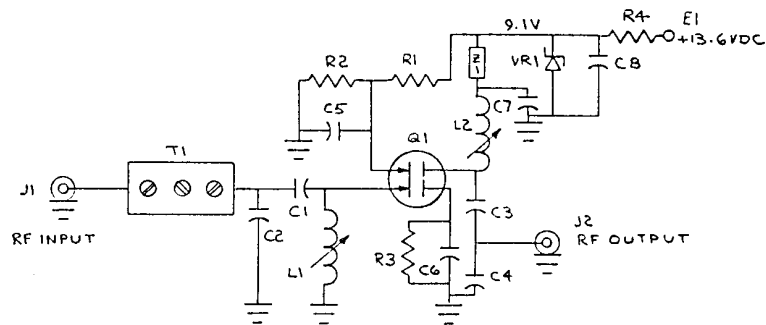 9.1V
R4
E1
+13.6VDC
R2
R1
Z1
VR1
C8
C5
C7
L2
Q1
T1
J1
C1
C2
C3
J2
RF INPUT
RF OUTPUT
L1
R3
C6
C4